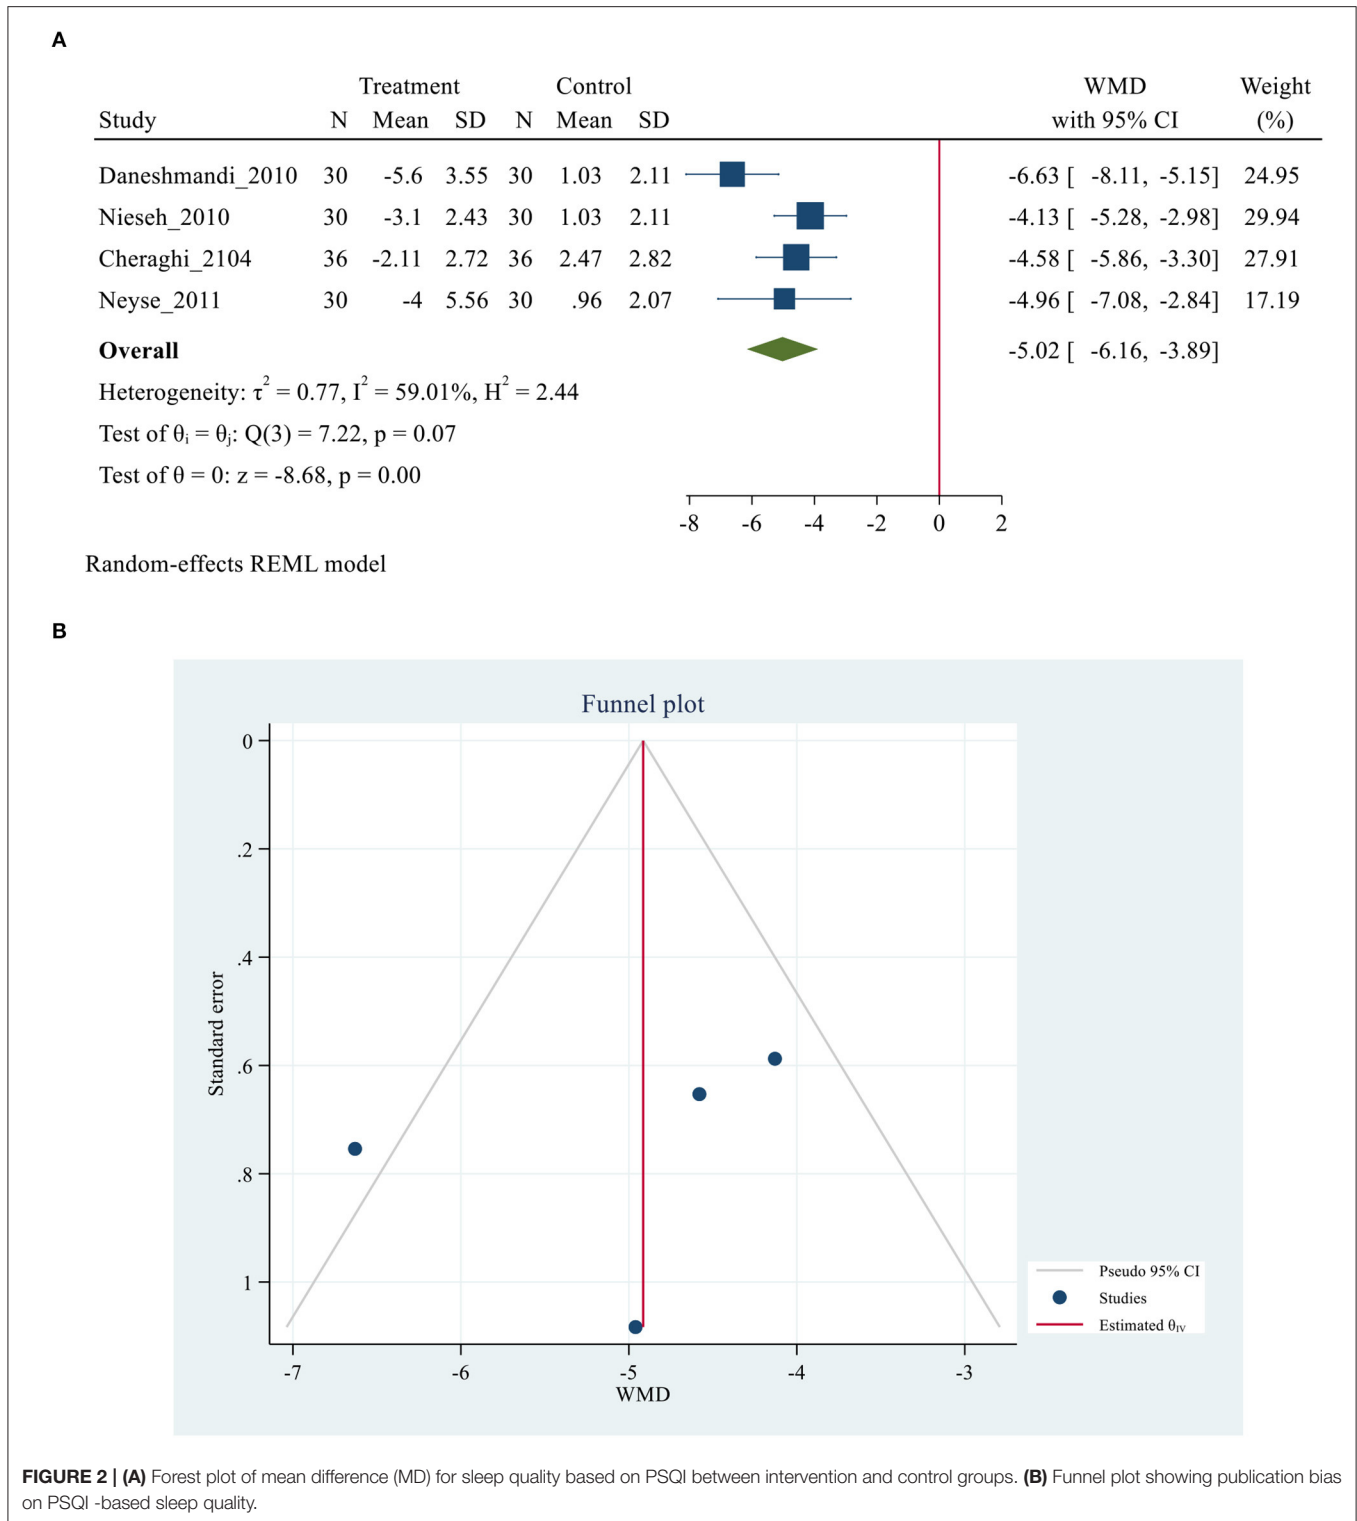 A
Treatment Control WMD Weight
Study N Mean SD N Mean SD with 95% CI (%)
Daneshmandi_2010 30 -5.6 3.55 30 1.03 2.11 -6.63 [ -8.11, -5.15] 24.95
Nieseh_2010 30 -3.1 2.43 30 1.03 2.11 -4.13 [ -5.28, -2.98] 29.94
Cheraghi_2104 36 -2.11 2.72 36 2.47 2.82 -4.58 [ -5.86, -3.30] 27.91
Neyse_2011 30 -4 5.56 30 .96 2.07 -4.96 [ -7.08, -2.84] 17.19
Overall -5.02 [ -6.16, -3.89]
Heterogeneity: τ² = 0.77, I² = 59.01%, H² = 2.44
Test of θᵢ = θⱼ: Q(3) = 7.22, p = 0.07
Test of θ = 0: z = -8.68, p = 0.00
-8 -6 -4 -2 0 2
Random-effects REML model
B
Funnel plot
0
.2
.4
.6
.8
1
Standard error
-7 -6 -5 -4 -3
WMD
Pseudo 95% CI
Studies
Estimated θIV
FIGURE 2 | (A) Forest plot of mean difference (MD) for sleep quality based on PSQI between intervention and control groups. (B) Funnel plot showing publication bias
on PSQI -based sleep quality.